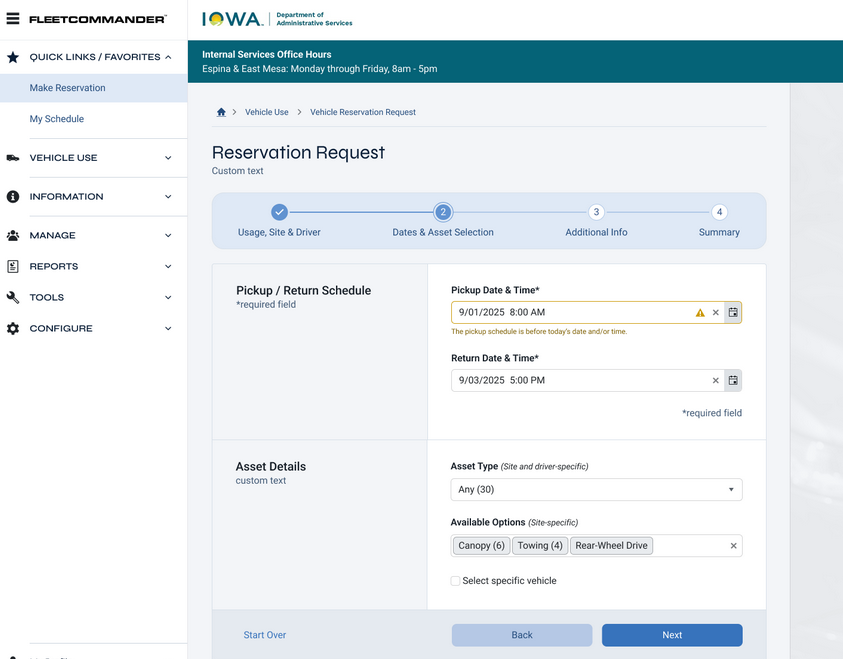 FLEETCOMMANDER
QUICK LINKS / FAVORITES
Make Reservation
My Schedule
VEHICLE USE
INFORMATION
MANAGE
REPORTS
TOOLS
CONFIGURE
IOWA. Department of
Administrative Services
Internal Services Office Hours
Espina & East Mesa: Monday through Friday, 8am - 5pm
Vehicle Use
Vehicle Reservation Request
Reservation Request
Custom text
2 3 4
Usage, Site & Driver
Dates & Asset Selection
Additional Info
Summary
Pickup / Return Schedule
*required field
Pickup Date & Time*
9/01/2025 8:00 AM
The pickup schedule is before today's date and/or time.
Return Date & Time*
9/03/2025 5:00 PM
*required field
Asset Details
custom text
Asset Type (Site and driver-specific)
Any (30)
Available Options (Site-specific)
Canopy (6) Towing (4) Rear-Wheel Drive
Select specific vehicle
Start Over
Back
Next